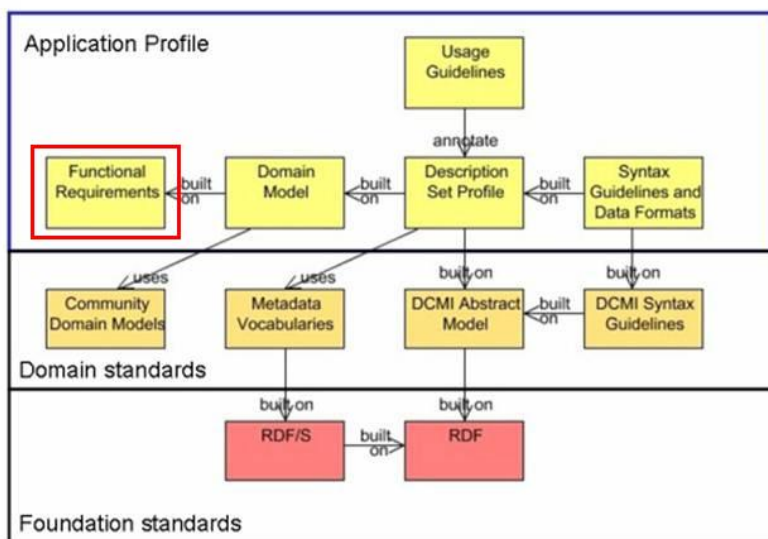 Application Profile
Usage
Guidelines
annotate
Functional
Requirements
built
on
Domain
Model
built
on
Description
Set Profile
built
on
Syntax
Guidelines and
Data Formats
uses
uses
built on
built on
Community
Domain Models
Metadata
Vocabularies
DCMI Abstract
Model
built
on
DCMI Syntax
Guidelines
Domain standards
built on
built on
RDF/S
built
on
RDF
Foundation standards